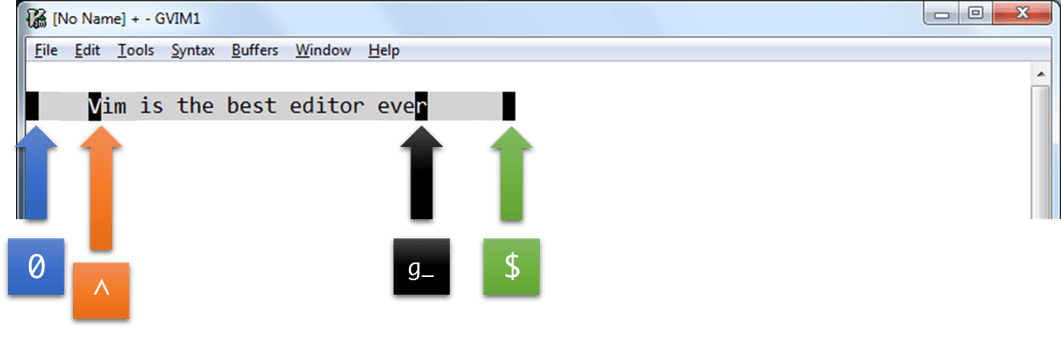 [No Name] + - GVIM1
File Edit Tools Syntax Buffers Window Help
Vim is the best editor ever
0 ^ g_ $